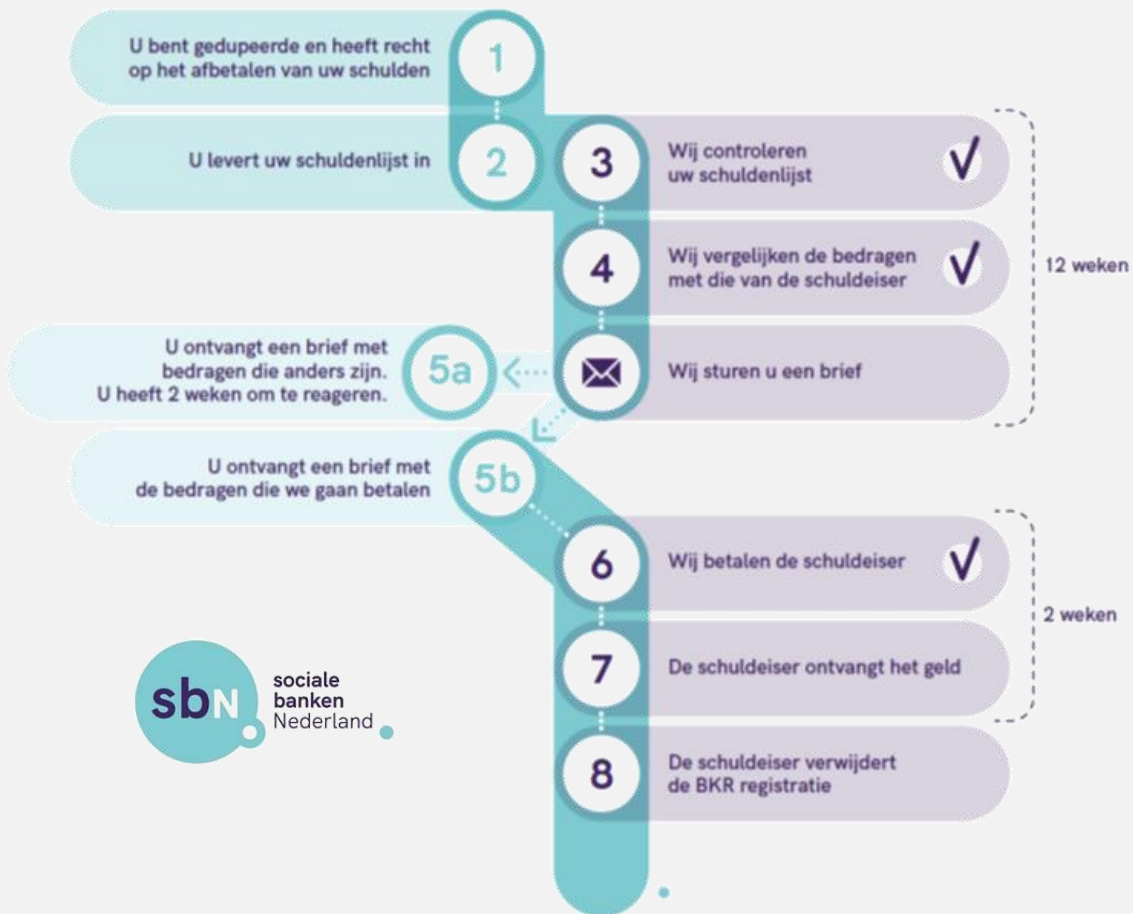 1
U bent gedupeerde en heeft recht
op het afbetalen van uw schulden
2
U levert uw schuldenlijst in
3
Wij controleren
uw schuldenlijst
4
Wij vergelijken de bedragen
met die van de schuldeiser
Wij sturen u een brief
12 weken
5a
U ontvangt een brief met
bedragen die anders zijn.
U heeft 2 weken om te reageren.
5b
U ontvangt een brief met
de bedragen die we gaan betalen
6
Wij betalen de schuldeiser
7
De schuldeiser ontvangt het geld
2 weken
8
De schuldeiser verwijdert
de BKR registratie
sbN
sociale
banken
Nederland